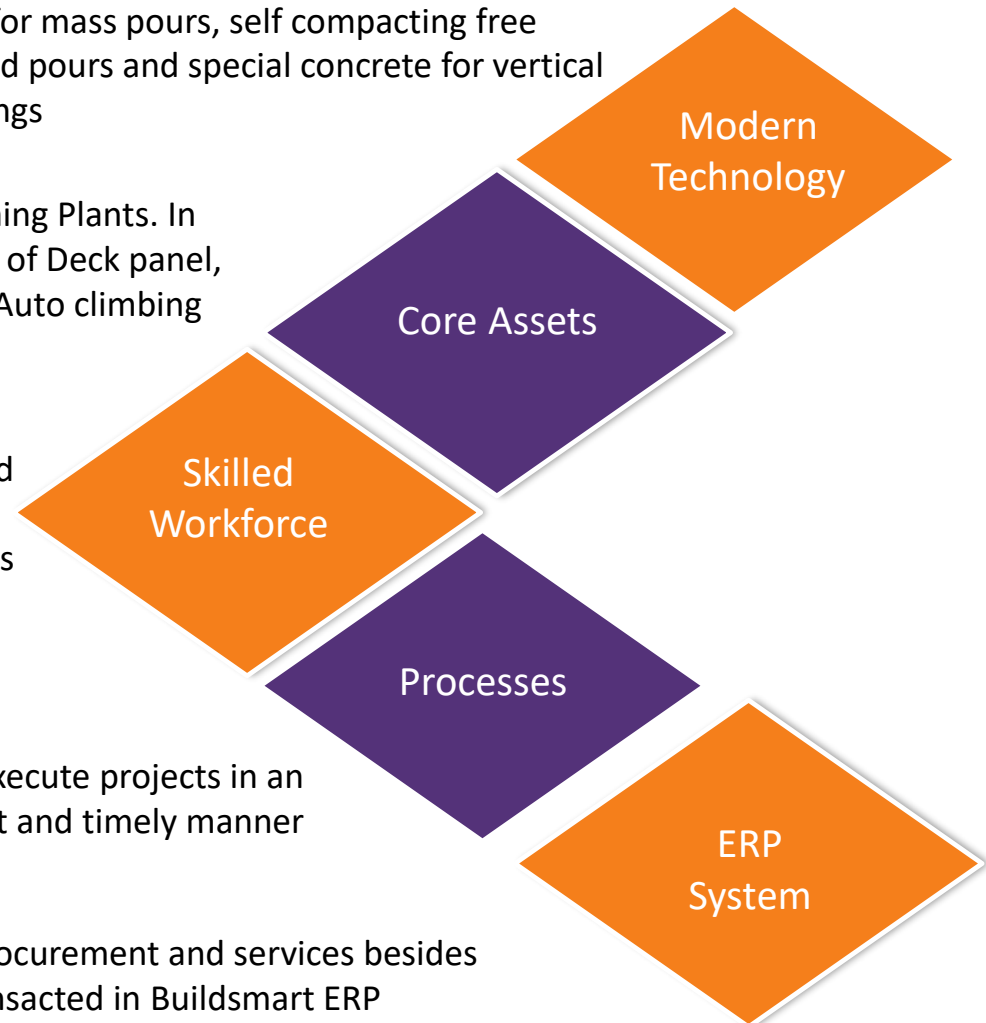 or mass pours, self compacting free
d pours and special concrete for vertical
ngs
Modern
Technology
ing Plants. In
of Deck panel,
Auto climbing
Core Assets
d
s
Skilled
Workforce
Processes
xecute projects in an
t and timely manner
ERP
System
ocurement and services besides
nsacted in Buildsmart ERP